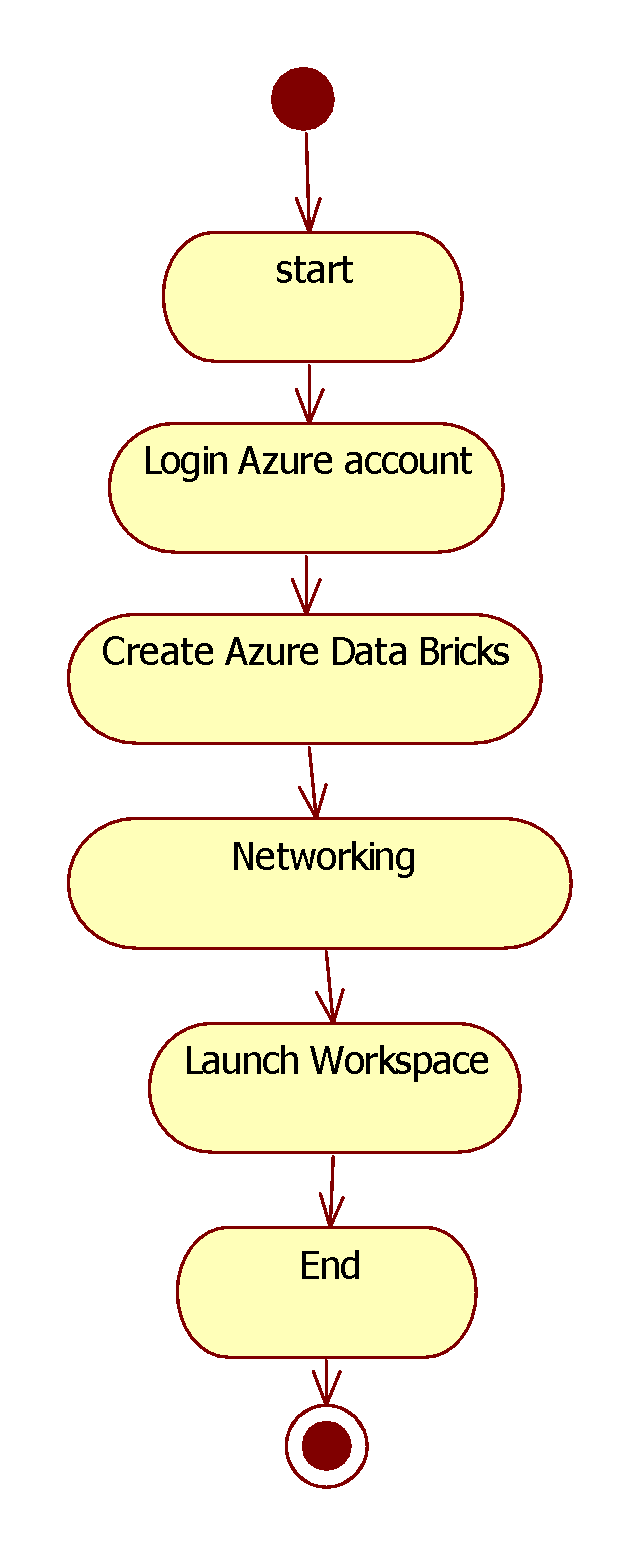 start
Login Azure account
Create Azure Data Bricks
Networking
Launch Workspace
End